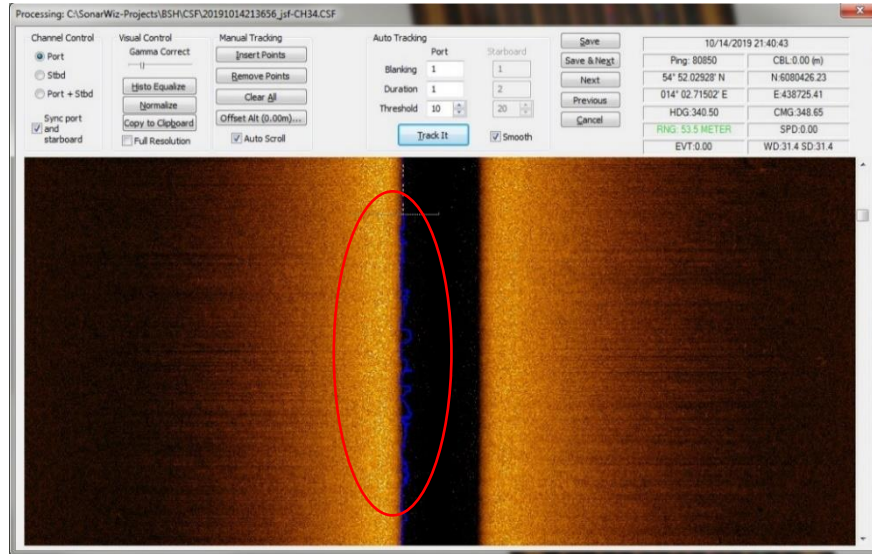 Processing: C:\SonarWiz-Projects\BSH\CSF\20191014213656_jsf-CH34.CSF
Channel Control
Port
Stbd
Port + Stbd
Sync port
and
starboard
Visual Control
Gamma Correct
Histo Equalize
Normalize
Copy to Clipboard
Full Resolution
Manual Tracking
Insert Points
Remove Points
Clear All
Offset Alt (0.00m)...
Auto Scroll
Auto Tracking
Port Starboard
Blanking 1 1
Duration 1 2
Threshold 10 20
Track It
Smooth
Save
Save & Next
Next
Previous
Cancel
10/14/2019 21:40:43
Ping: 80850 CBL:0.00 (m)
54° 52.02928' N N:6080426.23
014° 02.71502' E E:438725.41
HDG:340.50 CMG:348.65
RNG: 53.5 METER SPD:0.00
EVT:0.00 WD:31.4 SD:31.4